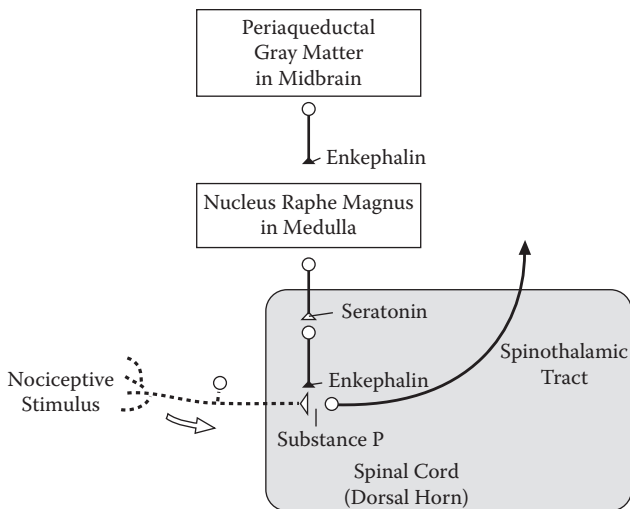 Periaqueductal
Gray Matter
in Midbrain
Enkephalin
Nucleus Raphe Magnus
in Medulla
Seratonin
Spinothalamic
Tract
Enkephalin
Nociceptive
Stimulus
Substance P
Spinal Cord
(Dorsal Horn)